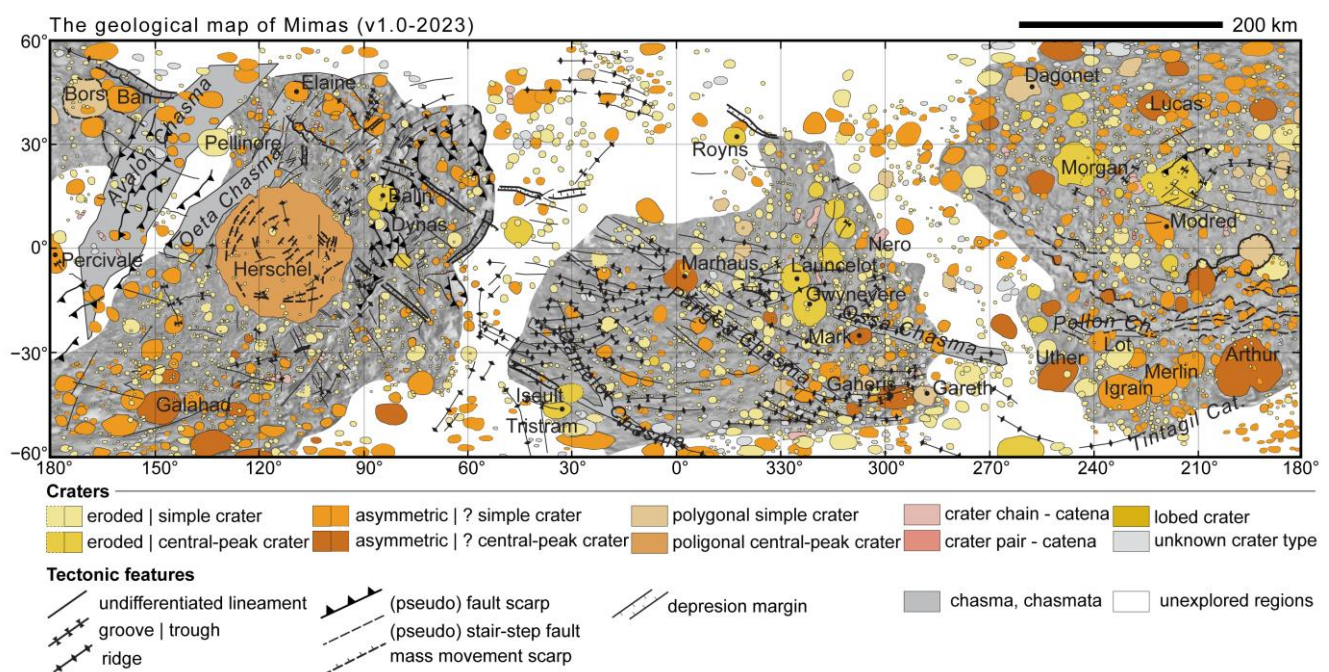 The geological map of Mimas (v1.0-2023)
200 km
60°
30°
0°
−30°
−60°
180°
150°
120°
90°
60°
30°
0°
330°
300°
270°
240°
210°
180°
Bors
Ban
Avalon Chasma
Elaine
Pellinore
Oeta Chasma
Balin
Dynas
Percivale
Herschel
Galahad
Royns
Marhaus
Nero
Launcelot
Gwynevere
Mark
Ossa Chasma
Pangea Chasma
Camelot Chasma
Iseult
Tristram
Gaheris
Gareth
Dagonet
Lucas
Morgan
Modred
Pellon Ch.
Uther
Lot
Igrain
Merlin
Arthur
Tintagil Cat.
Craters
eroded | simple crater
asymmetric | ? simple crater
polygonal simple crater
crater chain - catena
lobed crater
eroded | central-peak crater
asymmetric | ? central-peak crater
poligonal central-peak crater
crater pair - catena
unknown crater type
Tectonic features
undifferentiated lineament
(pseudo) fault scarp
depresion margin
chasma, chasmata
unexplored regions
groove | trough
(pseudo) stair-step fault
ridge
mass movement scarp